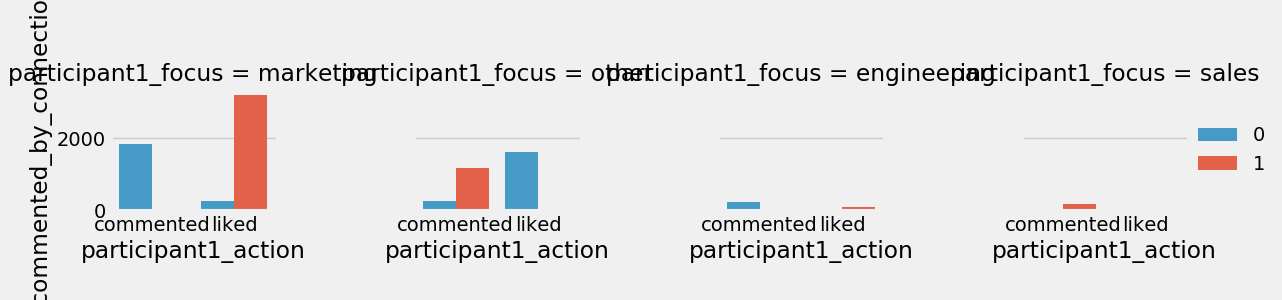 commented_by_connection
participant1_focus = marketing
participant1_focus = other
participant1_focus = engineering
participant1_focus = sales
2000
0
commented liked
commented liked
commented liked
commented liked
participant1_action
participant1_action
participant1_action
participant1_action
0
1